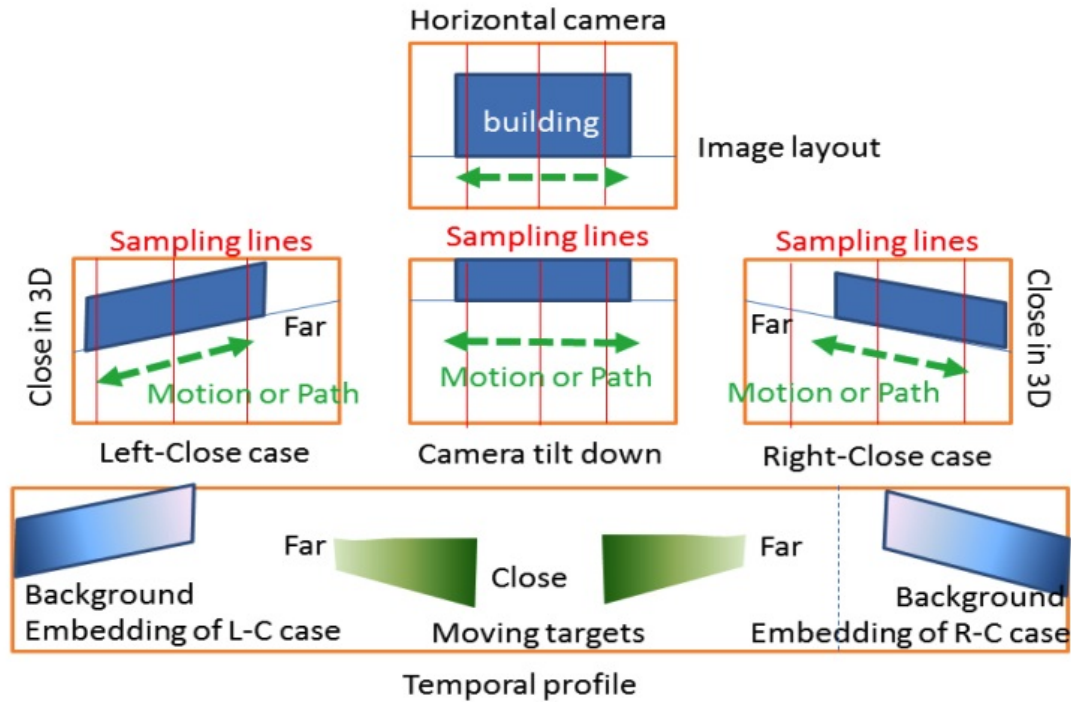 Horizontal camera
building
Image layout
Sampling lines
Sampling lines
Sampling lines
Close in 3D
Far
Motion or Path
Motion or Path
Far
Motion or Path
Close in 3D
Left-Close case
Camera tilt down
Right-Close case
Far
Close
Far
Background
Embedding of L-C case
Moving targets
Background
Embedding of R-C case
Temporal profile